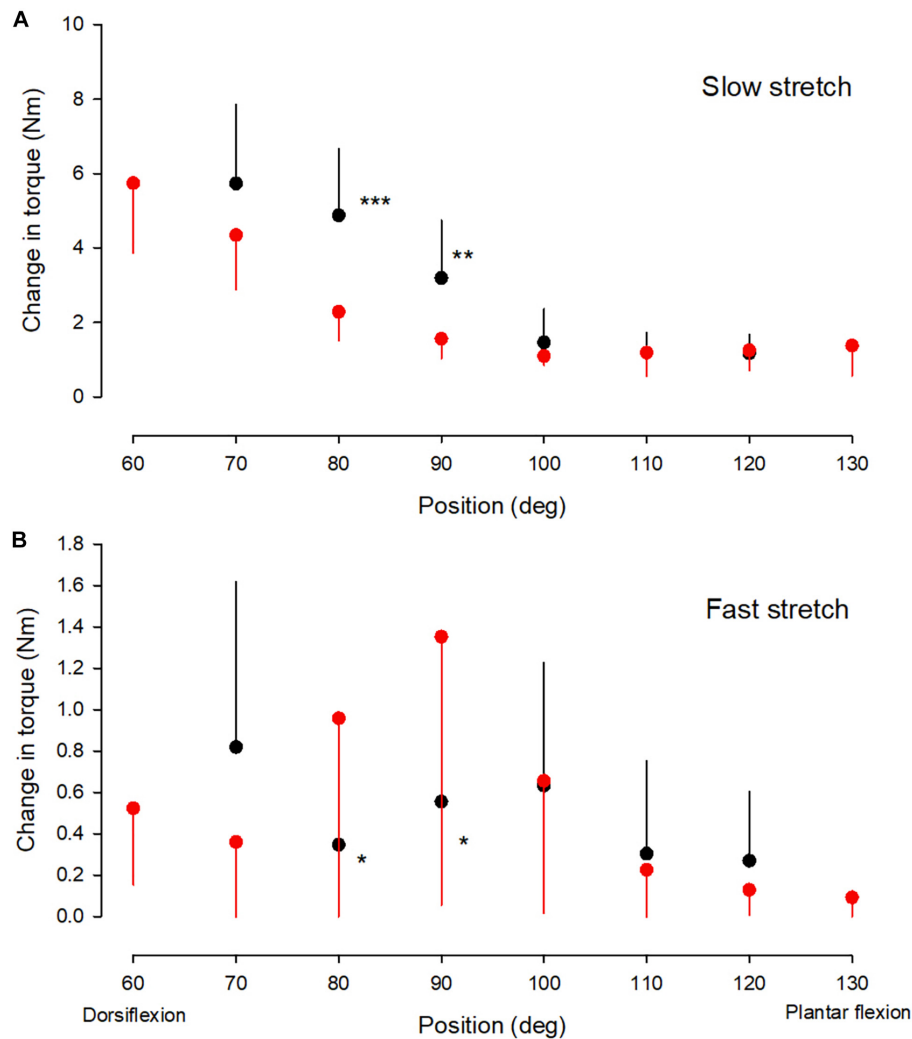 A
10
Slow stretch
8
Change in torque (Nm)
6
***
**
4
2
0
60 70 80 90 100 110 120 130
Position (deg)
B
1.8
Fast stretch
1.6
1.4
Change in torque (Nm)
1.2
1.0
0.8
0.6
*
*
0.4
0.2
0.0
60 70 80 90 100 110 120 130
Dorsiflexion Position (deg) Plantar flexion